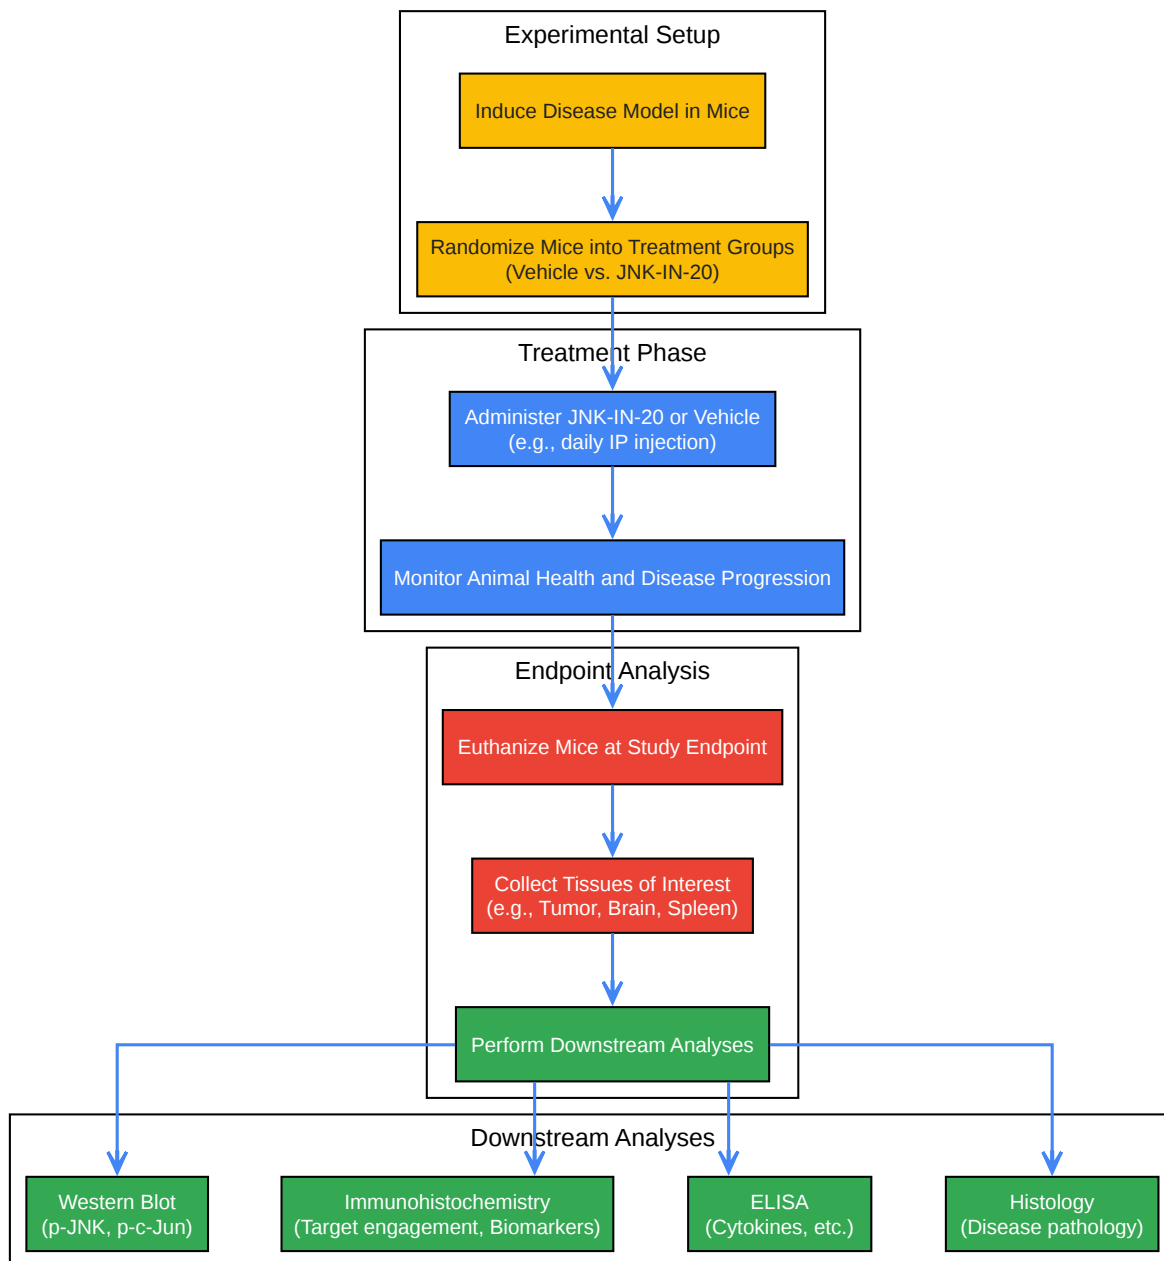 Experimental Setup
Induce Disease Model in Mice
Randomize Mice into Treatment Groups
(Vehicle vs. JNK-IN-20)
Treatment Phase
Administer JNK-IN-20 or Vehicle
(e.g., daily IP injection)
Monitor Animal Health and Disease Progression
Endpoint Analysis
Euthanize Mice at Study Endpoint
Collect Tissues of Interest
(e.g., Tumor, Brain, Spleen)
Perform Downstream Analyses
Downstream Analyses
Western Blot
(p-JNK, p-c-Jun)
Immunohistochemistry
(Target engagement, Biomarkers)
ELISA
(Cytokines, etc.)
Histology
(Disease pathology)